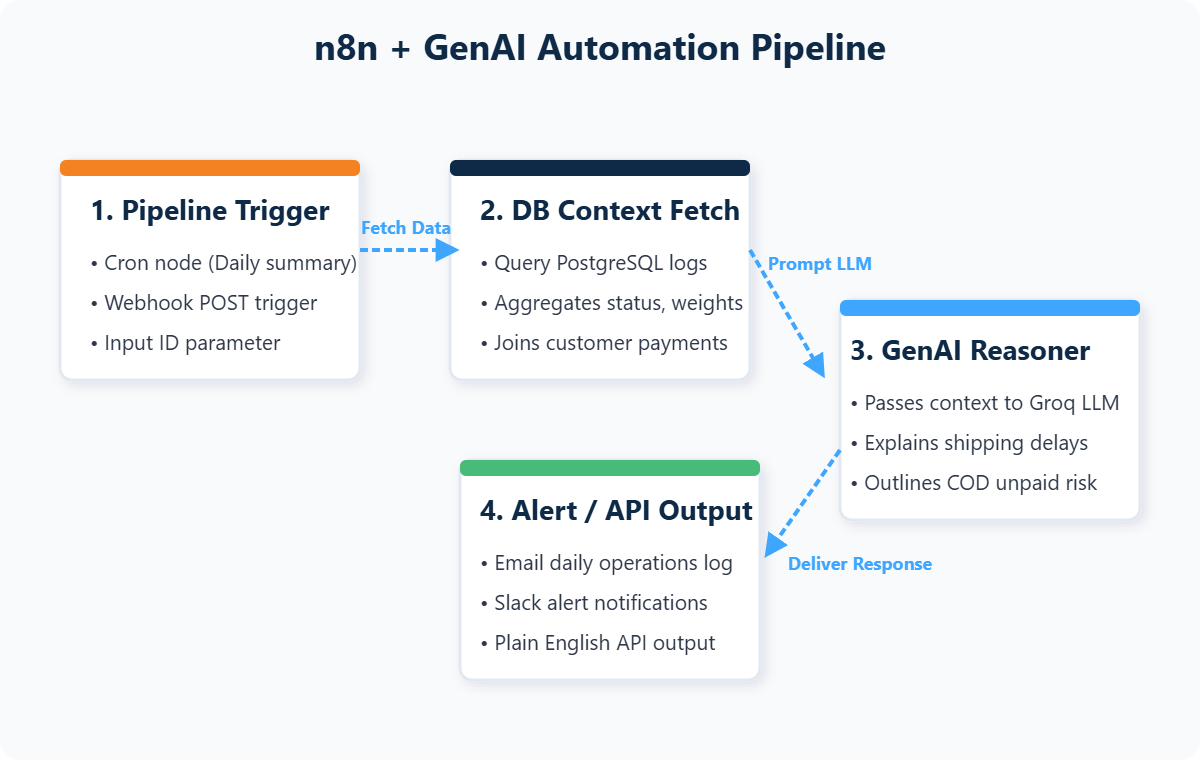 n8n + GenAI Automation Pipeline
1. Pipeline Trigger
• Cron node (Daily summary)
• Webhook POST trigger
• Input ID parameter
Fetch Data
2. DB Context Fetch
• Query PostgreSQL logs
• Aggregates status, weights
• Joins customer payments
Prompt LLM
3. GenAI Reasoner
• Passes context to Groq LLM
• Explains shipping delays
• Outlines COD unpaid risk
Deliver Response
4. Alert / API Output
• Email daily operations log
• Slack alert notifications
• Plain English API output